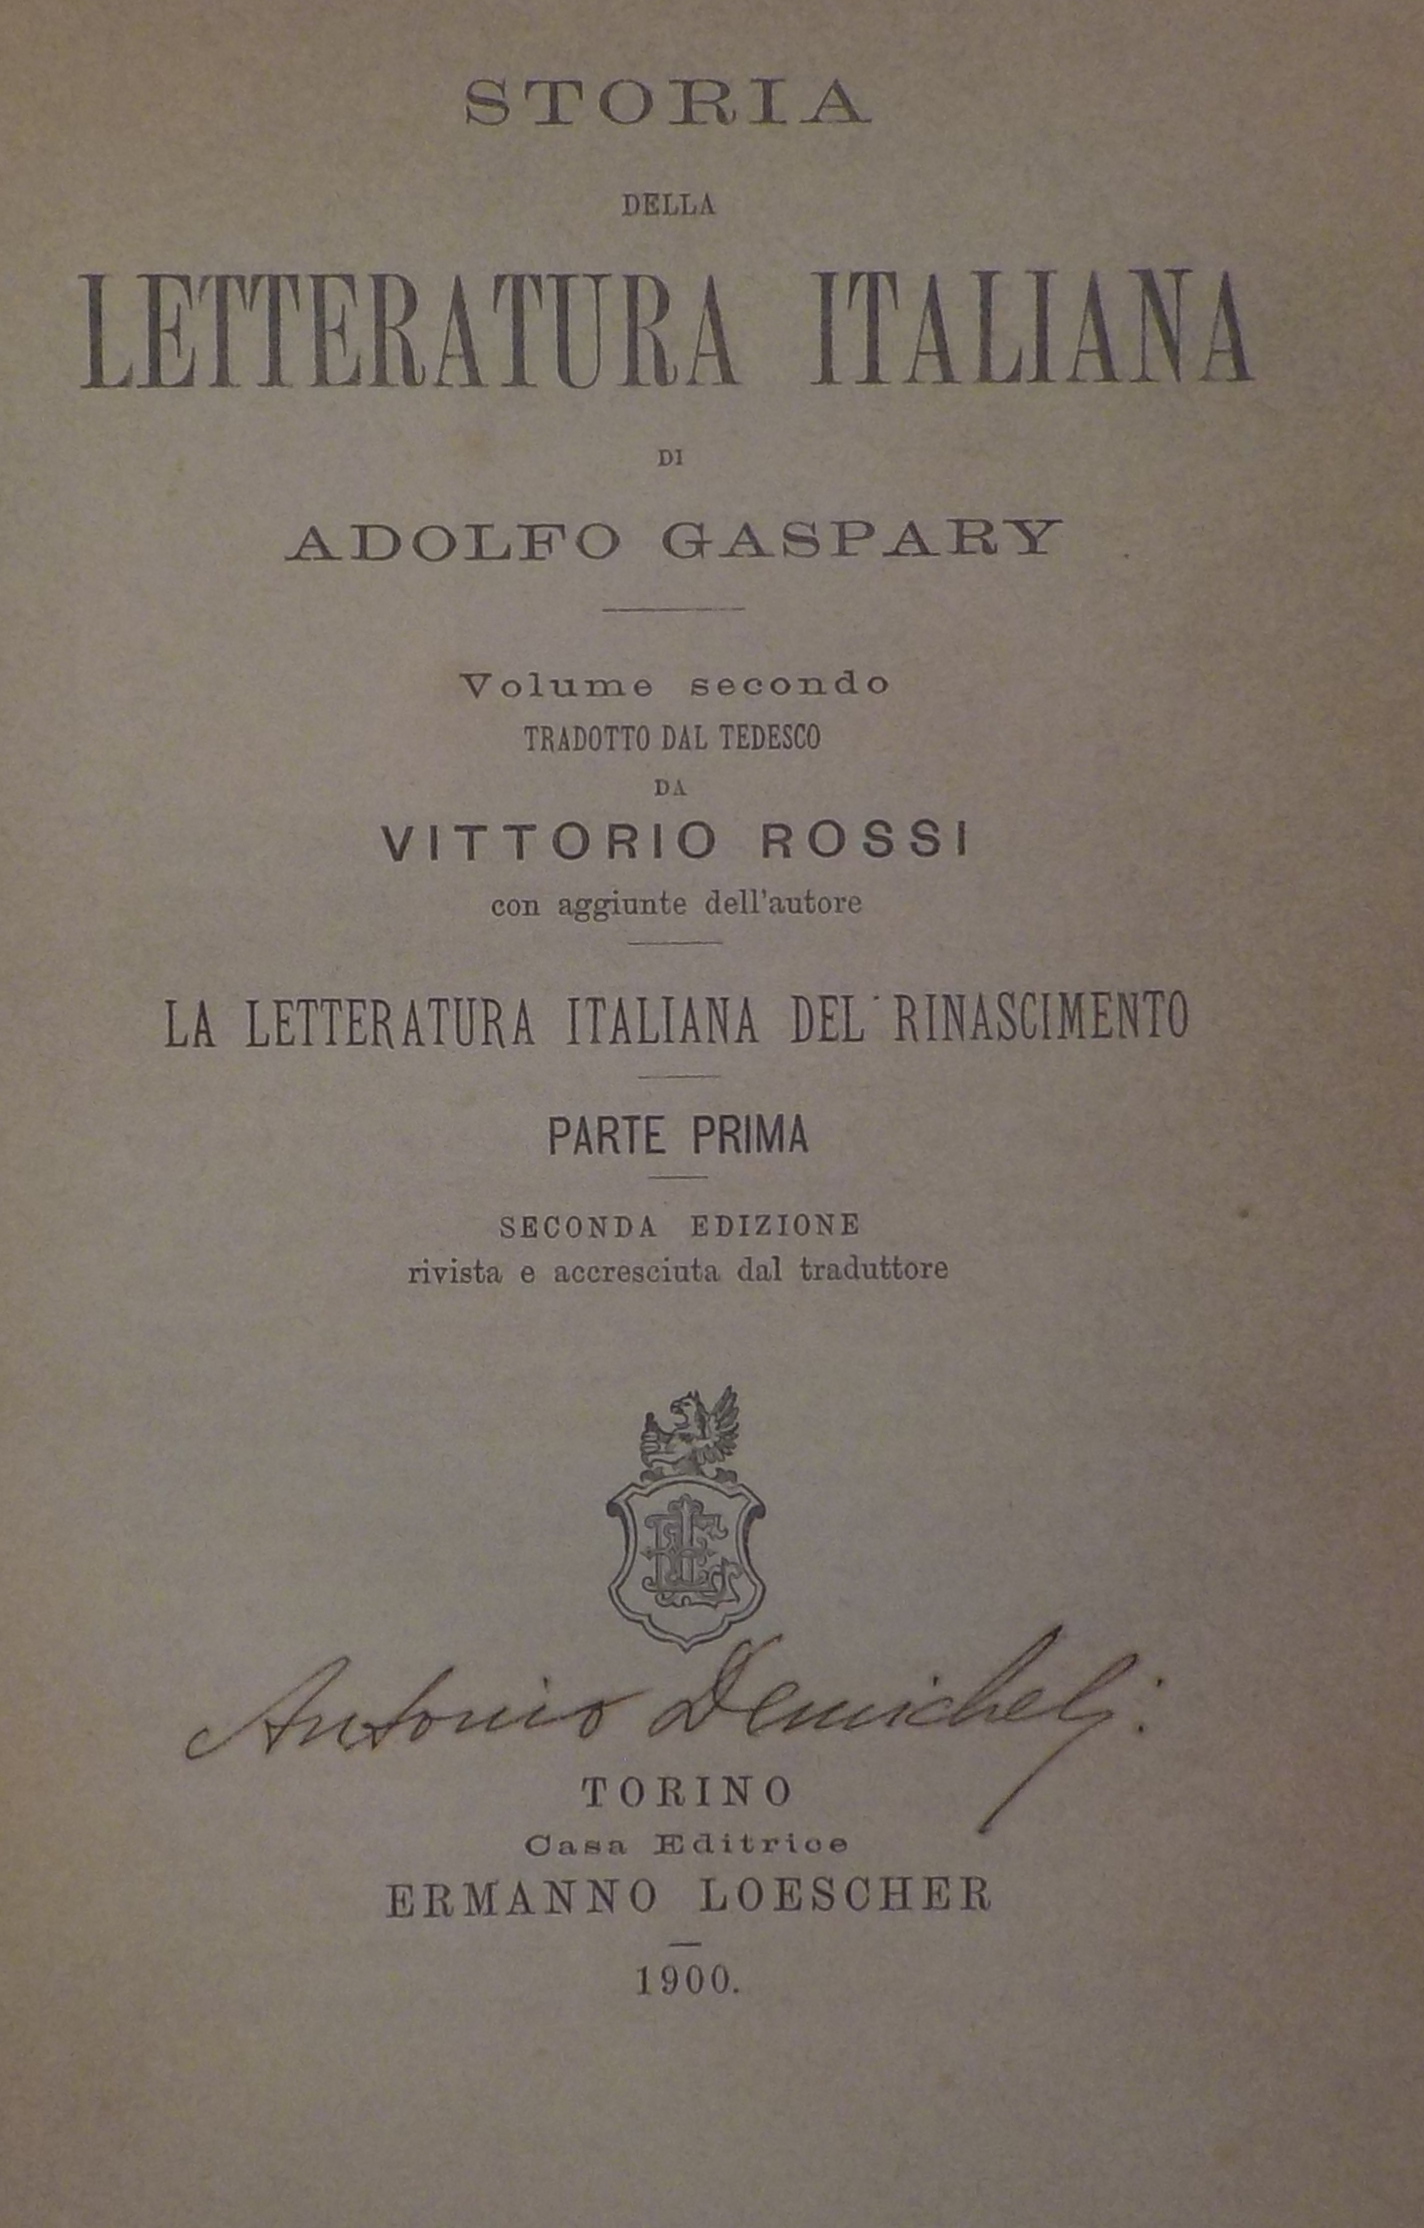 STORIA
DELLA
LETTERATURA ITALIANA
DI
ADOLFO GASPARY
Volume secondo
TRADOTTO DAL TEDESCO
DA
VITTORIO ROSSI
con aggiunte dell'autore
LA LETTERATURA ITALIANA DEL RINASCIMENTO
PARTE PRIMA
SECONDA EDIZIONE
rivista e accresciuta dal traduttore
Antonio Demichelj
TORINO
Casa Editrice
ERMANNO LOESCHER
1900.